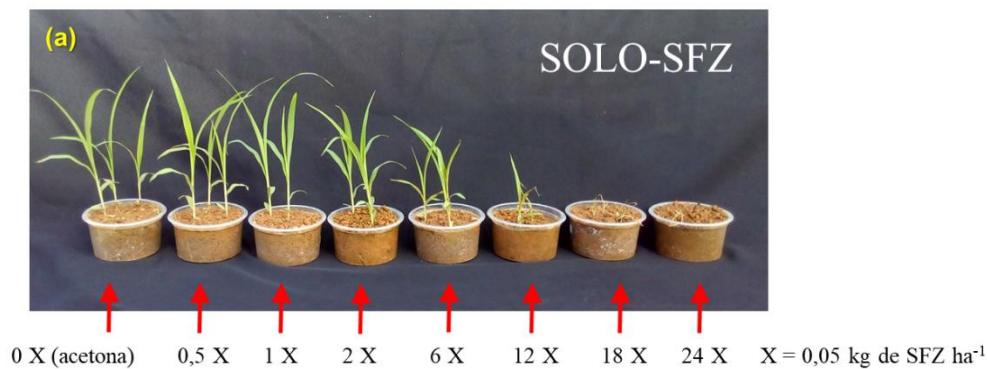 (a)
SOLO-SFZ
0 X (acetona) 0,5 X 1 X 2 X 6 X 12 X 18 X 24 X X = 0,05 kg de SFZ ha⁻¹